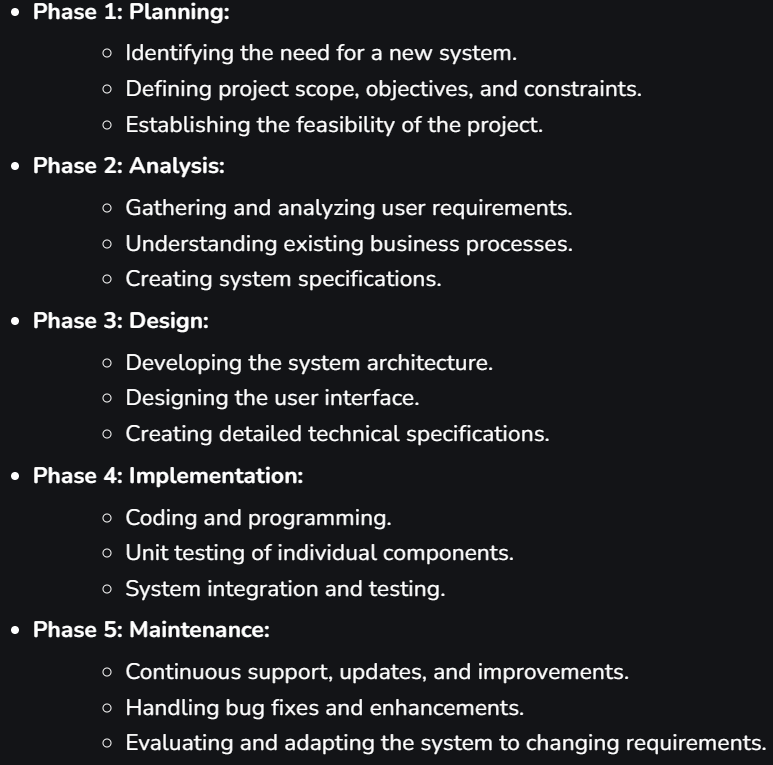 • Phase 1: Planning:
○ Identifying the need for a new system.
○ Defining project scope, objectives, and constraints.
○ Establishing the feasibility of the project.
• Phase 2: Analysis:
○ Gathering and analyzing user requirements.
○ Understanding existing business processes.
○ Creating system specifications.
• Phase 3: Design:
○ Developing the system architecture.
○ Designing the user interface.
○ Creating detailed technical specifications.
• Phase 4: Implementation:
○ Coding and programming.
○ Unit testing of individual components.
○ System integration and testing.
• Phase 5: Maintenance:
○ Continuous support, updates, and improvements.
○ Handling bug fixes and enhancements.
○ Evaluating and adapting the system to changing requirements.